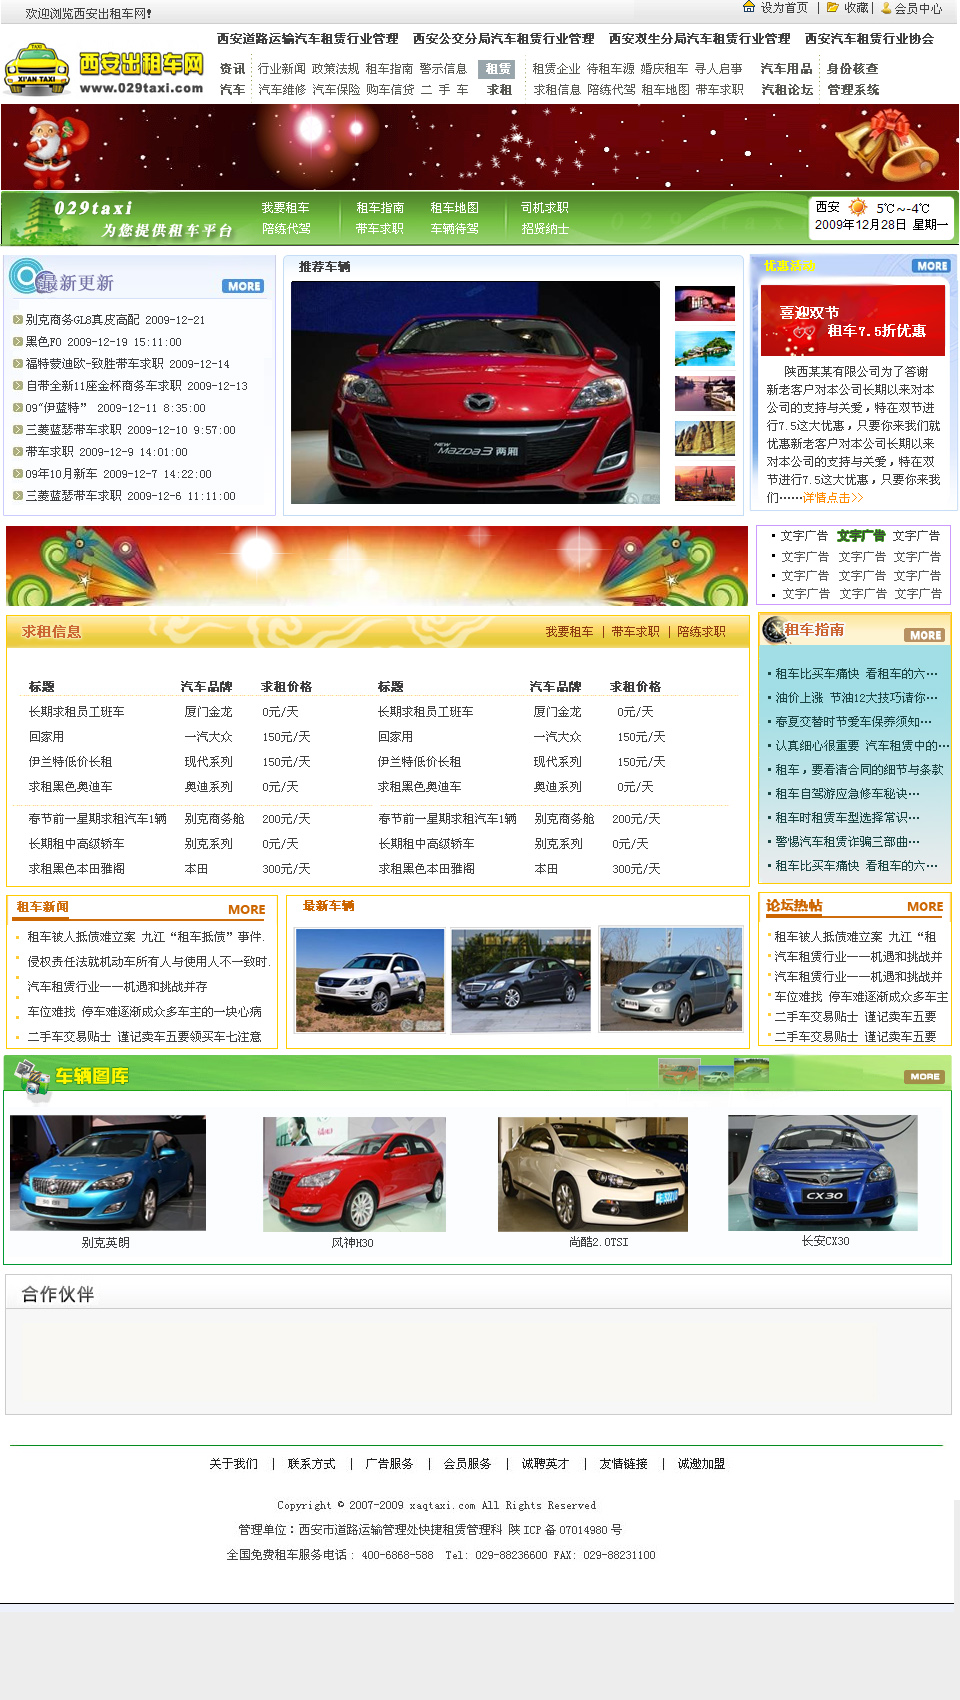 欢迎浏览西安出租车网!
设为首页 | 收藏 | 会员中心
西安道路运输汽车租赁行业管理 西安公交分局汽车租赁行业管理 西安双生分局汽车租赁行业管理 西安汽车租赁行业协会
TAXI
XI'AN TAXI
西安出租车网
www.029taxi.com
资讯 行业新闻 政策法规 租车指南 警示信息 租赁 租赁企业 待租车源 婚庆租车 寻人启事 汽车用品 身份核查
汽车 汽车维修 汽车保险 购车信贷 二手车 求租 求租信息 陪练代驾 租车地图 带车求职 汽租论坛 管理系统
029taxi
为您提供租车平台
我要租车 租车指南 租车地图 司机求职
陪练代驾 带车求职 车辆待驾 招贤纳士
西安 5℃~-4℃
2009年12月28日 星期一
最新更新 MORE
别克商务GL8真皮高配 2009-12-21
黑色F0 2009-12-19 15:11:00
福特蒙迪欧-致胜带车求职 2009-12-14
自带全新11座金杯商务车求职 2009-12-13
09“伊蓝特” 2009-12-11 8:35:00
三菱蓝瑟带车求职 2009-12-10 9:57:00
带车求职 2009-12-9 14:01:00
09年10月新车 2009-12-7 14:22:00
三菱蓝瑟带车求职 2009-12-6 11:11:00
推荐车辆
NEW Mazda3 两厢
优惠活动 MORE
喜迎双节
租车7.5折优惠
陕西某某有限公司为了答谢
新老客户对本公司长期以来对本
公司的支持与关爱，特在双节进
行7.5这大忧惠，只要你来我们就
优惠新老客户对本公司长期以来
对本公司的支持与关爱，特在双
节进行7.5这大忧惠，只要你来我
们……详情点击>>
文字广告 文字广告 文字广告
文字广告 文字广告 文字广告
文字广告 文字广告 文字广告
文字广告 文字广告 文字广告
求租信息 我要租车 | 带车求职 | 陪练求职
标题 汽车品牌 求租价格 标题 汽车品牌 求租价格
长期求租员工班车 厦门金龙 0元/天 长期求租员工班车 厦门金龙 0元/天
回家用 一汽大众 150元/天 回家用 一汽大众 150元/天
伊兰特低价长租 现代系列 150元/天 伊兰特低价长租 现代系列 150元/天
求租黑色奥迪车 奥迪系列 0元/天 求租黑色奥迪车 奥迪系列 0元/天
春节前一星期求租汽车1辆 别克商务舱 200元/天 春节前一星期求租汽车1辆 别克商务舱 200元/天
长期租中高级轿车 别克系列 0元/天 长期租中高级轿车 别克系列 0元/天
求租黑色本田雅阁 本田 300元/天 求租黑色本田雅阁 本田 300元/天
租车指南 MORE
租车比买车痛快 看租车的六…
油价上涨 节油12大技巧请你…
春夏交替时节爱车保养须知…
认真细心很重要 汽车租赁中的…
租车，要看清合同的细节与条款
租车自驾游应急修车秘诀…
租车时租赁车型选择常识…
警惕汽车租赁诈骗三部曲…
租车比买车痛快 看租车的六…
租车新闻 MORE
租车被人抵债难立案 九江“租车抵债”事件.
侵权责任法就机动车所有人与使用人不一致时.
汽车租赁行业一一机遇和挑战并存
车位难找 停车难逐渐成众多车主的一块心病
二手车交易贴士 谨记卖车五要领买车七注意
最新车辆
论坛热帖 MORE
租车被人抵债难立案 九江“租
汽车租赁行业一一机遇和挑战并
汽车租赁行业一一机遇和挑战并
车位难找 停车难逐渐成众多车主
二手车交易贴士 谨记卖车五要
二手车交易贴士 谨记卖车五要
车辆图库 MORE
CX30
别克英朗 风神H30 尚酷2.0TSI 长安CX30
合作伙伴
关于我们 | 联系方式 | 广告服务 | 会员服务 | 诚聘英才 | 友情链接 | 诚邀加盟
Copyright © 2007-2009 xaqtaxi.com All Rights Reserved
管理单位：西安市道路运输管理处快捷租赁管理科 陕ICP备07014980号
全国免费租车服务电话：400-6868-588 Tel: 029-88236600 FAX: 029-88231100